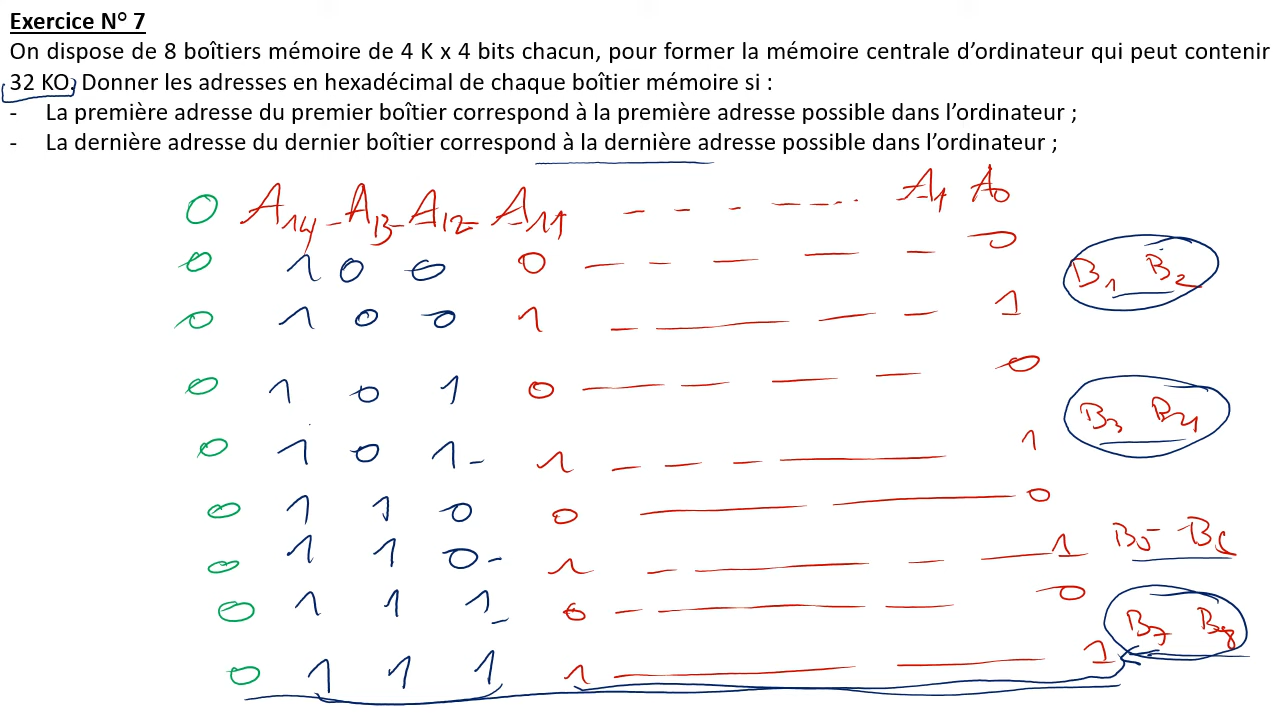 Exercice N° 7
On dispose de 8 boîtiers mémoire de 4 K x 4 bits chacun, pour former la mémoire centrale d'ordinateur qui peut contenir
32 KO. Donner les adresses en hexadécimal de chaque boîtier mémoire si :
- La première adresse du premier boîtier correspond à la première adresse possible dans l'ordinateur ;
- La dernière adresse du dernier boîtier correspond à la dernière adresse possible dans l'ordinateur ;
0 A14 A13 A12 A11 - - - - - A1 A0
0 1 0 0 0 - - - - - - 0 B1 B2
0 1 0 0 1 - - - - 1
0 1 0 1 0 - - - - 0 B3 B4
0 1 0 1 1 - - - - 1
0 1 1 0 0 - - 0
0 1 1 0 1 - - - - 1 B5 B6
0 1 1 1 0 - - - - 0 B7 B8
0 1 1 1 1 - - 1